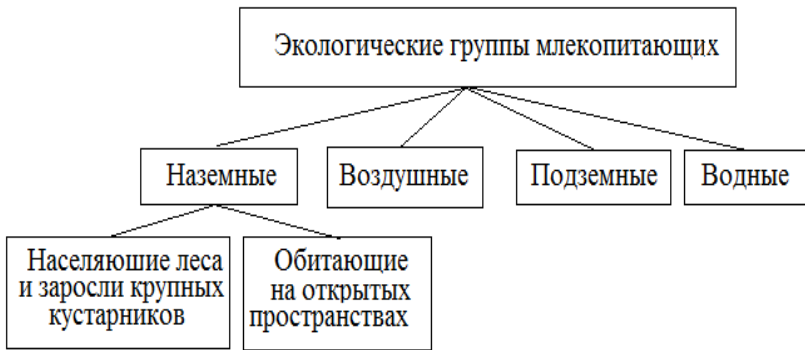 Экологические группы млекопитающих
Наземные
Воздушные
Подземные
Водные
Населяюшие леса
и заросли крупных
кустарников
Обитающие
на открытых
пространствах